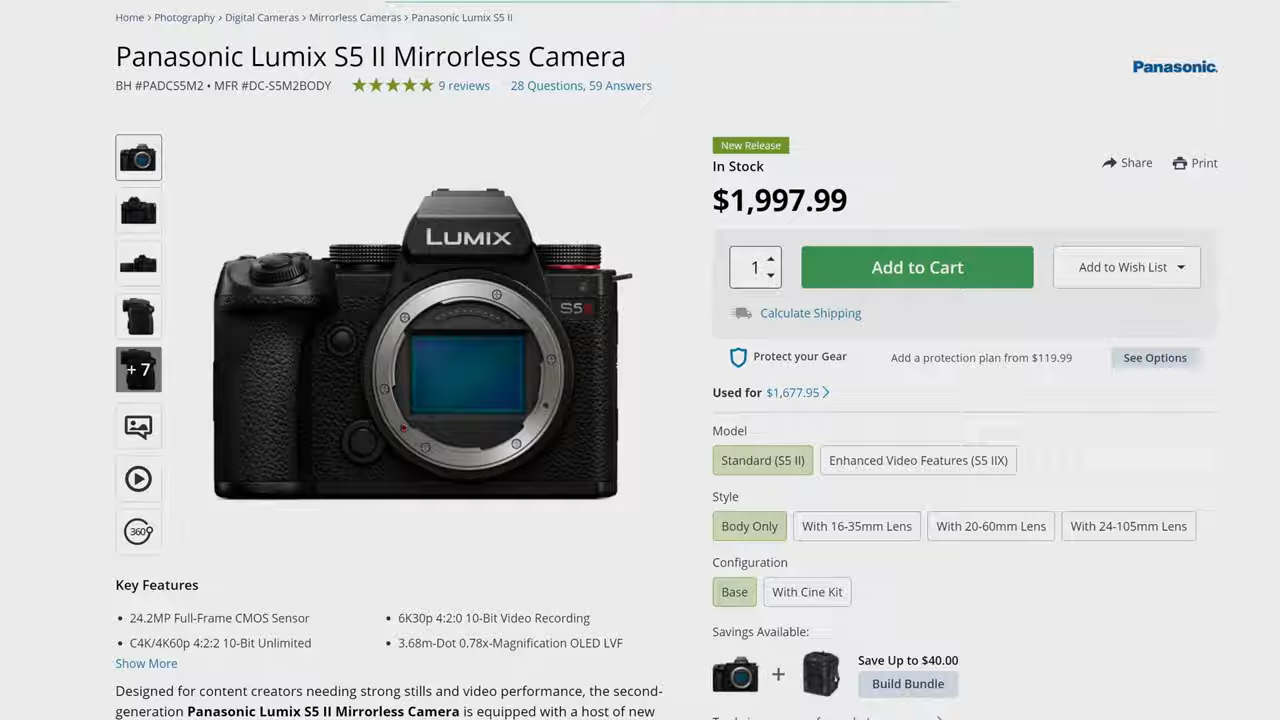 Home › Photography › Digital Cameras › Mirrorless Cameras › Panasonic Lumix S5 II
Panasonic Lumix S5 II Mirrorless Camera
BH #PADCS5M2 • MFR #DC-S5M2BODY 9 reviews 28 Questions, 59 Answers
Panasonic
New Release
In Stock
Share Print
$1,997.99
1 Add to Cart Add to Wish List
Calculate Shipping
Protect your Gear Add a protection plan from $119.99 See Options
Used for $1,677.95
Model
Standard (S5 II) Enhanced Video Features (S5 IIX)
Style
Body Only With 16-35mm Lens With 20-60mm Lens With 24-105mm Lens
Configuration
Base With Cine Kit
Savings Available:
Save Up to $40.00
Build Bundle
LUMIX
S5II
+ 7
360°
Key Features
• 24.2MP Full-Frame CMOS Sensor • 6K30p 4:2:0 10-Bit Video Recording
• C4K/4K60p 4:2:2 10-Bit Unlimited • 3.68m-Dot 0.78x-Magnification OLED LVF
Show More
Designed for content creators needing strong stills and video performance, the second-
generation Panasonic Lumix S5 II Mirrorless Camera is equipped with a host of new